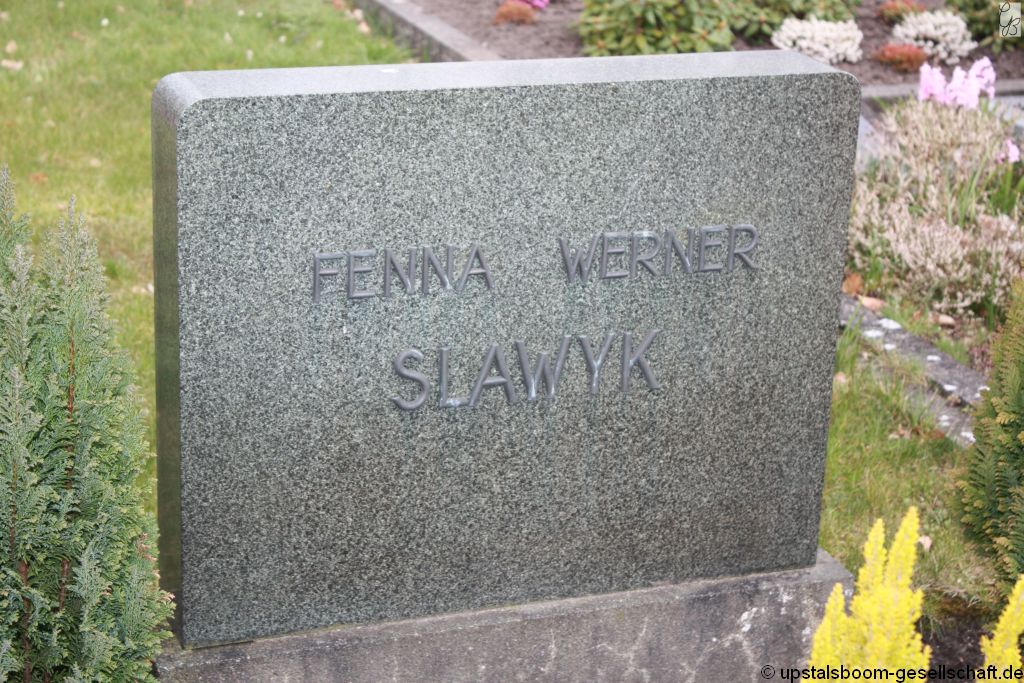 FENNA WERNER
SLAWYK
© upstalsboom-gesellschaft.de